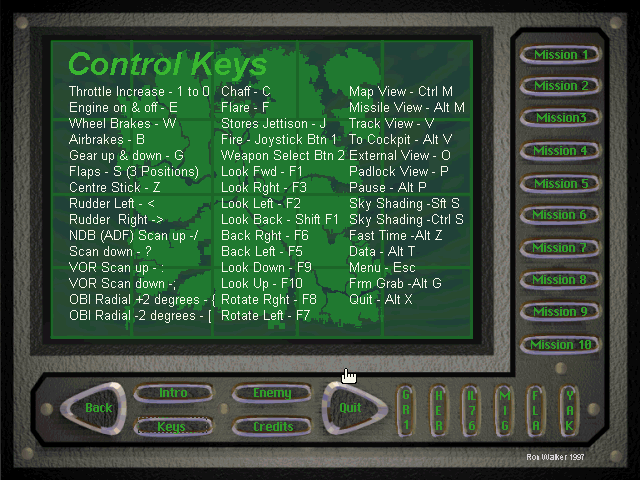 Control Keys
Throttle Increase - 1 to 0
Engine on & off - E
Wheel Brakes - W
Airbrakes - B
Gear up & down - G
Flaps - S (3 Positions)
Centre Stick - Z
Rudder Left - <
Rudder Right ->
NDB (ADF) Scan up -/
Scan down - ?
VOR Scan up - :
VOR Scan down -;
OBI Radial +2 degrees - {
OBI Radial -2 degrees - [
Chaff - C
Flare - F
Stores Jettison - J
Fire - Joystick Btn 1
Weapon Select Btn 2
Look Fwd - F1
Look Rght - F3
Look Left - F2
Look Back - Shift F1
Back Rght - F6
Back Left - F5
Look Down - F9
Look Up - F10
Rotate Rght - F8
Rotate Left - F7
Map View - Ctrl M
Missile View - Alt M
Track View - V
To Cockpit - Alt V
External View - O
Padlock View - P
Pause - Alt P
Sky Shading -Sft S
Sky Shading -Ctrl S
Fast Time -Alt Z
Data - Alt T
Menu - Esc
Frm Grab -Alt G
Quit - Alt X
Mission 1
Mission 2
Mission3
Mission 4
Mission 5
Mission 6
Mission 7
Mission 8
Mission 9
Mission 10
Back
Intro
Keys
Enemy
Credits
Quit
GR1
HER
IL76
MIG
FLA
YAK
Ron Walker 1997